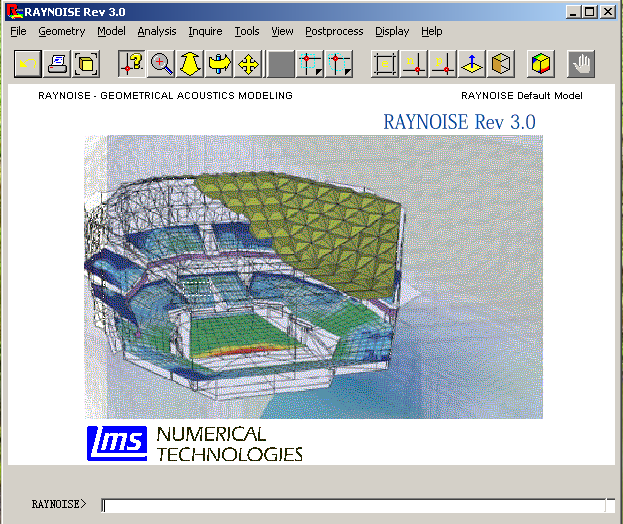 RAYNOISE Rev 3.0
File Geometry Model Analysis Inquire Tools View Postprocess Display Help
RAYNOISE - GEOMETRICAL ACOUSTICS MODELING RAYNOISE Default Model
RAYNOISE Rev 3.0
lms NUMERICAL
TECHNOLOGIES
RAYNOISE>